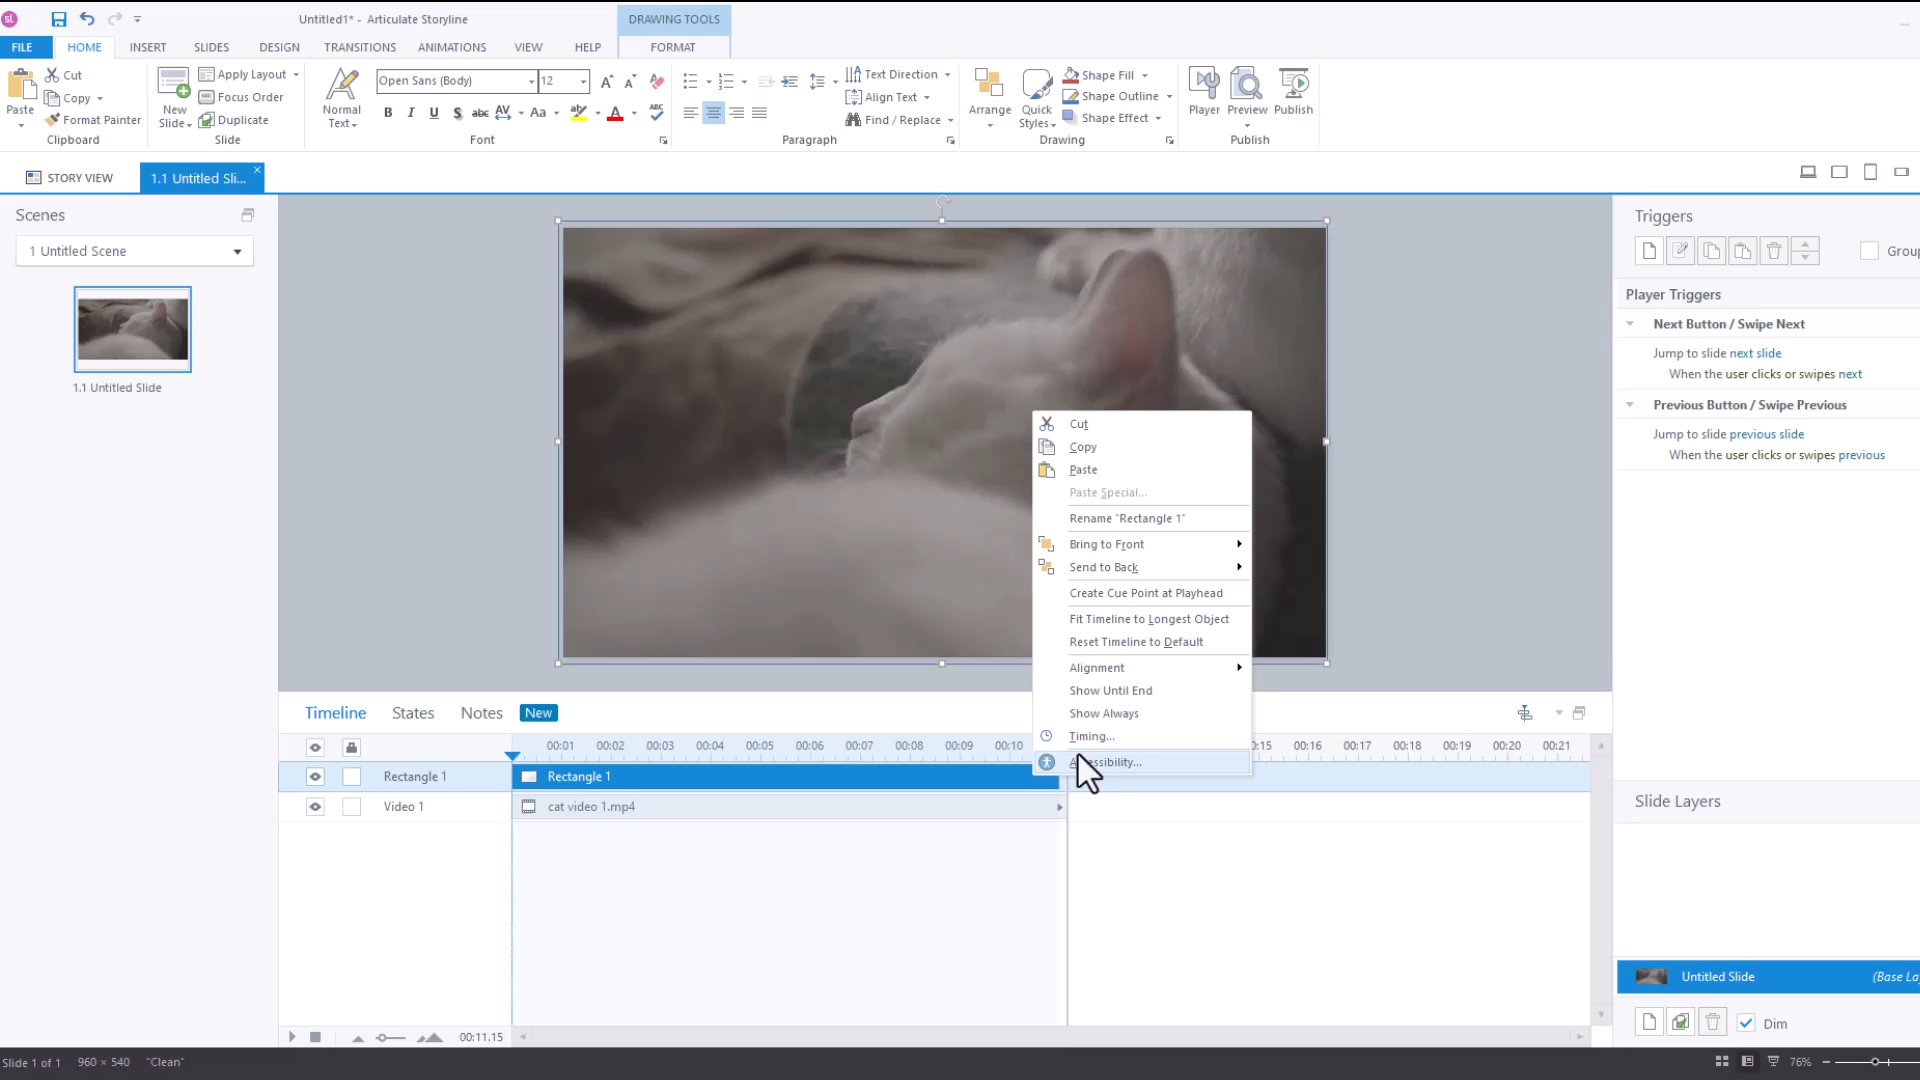 SL
Untitled1* - Articulate Storyline
DRAWING TOOLS
FILE
HOME
INSERT
SLIDES
DESIGN
TRANSITIONS
ANIMATIONS
VIEW
HELP
FORMAT
Paste
Cut
Copy
Format Painter
Clipboard
New
Slide
Apply Layout
Focus Order
Duplicate
Slide
Normal
Text
Open Sans (Body)
12
B I U S abc AV Aa A ABC
Font
Text Direction
Align Text
Find / Replace
Paragraph
Arrange
Quick
Styles
Shape Fill
Shape Outline
Shape Effect
Drawing
Player
Preview
Publish
Publish
STORY VIEW
1.1 Untitled Sli...
Scenes
1 Untitled Scene
1.1 Untitled Slide
Cut
Copy
Paste
Paste Special...
Rename "Rectangle 1"
Bring to Front
Send to Back
Create Cue Point at Playhead
Fit Timeline to Longest Object
Reset Timeline to Default
Alignment
Show Until End
Show Always
Timing...
Triggers
Player Triggers
Next Button / Swipe Next
Jump to slide next slide
When the user clicks or swipes next
Previous Button / Swipe Previous
Jump to slide previous slide
When the user clicks or swipes previous
Timeline
States
Notes
New
00:01 00:02 00:03 00:04 00:05 00:06 00:07 00:08 00:09 00:10 00:16 00:17 00:18 00:19 00:20 00:21
Rectangle 1
Rectangle 1
Video 1
cat video 1.mp4
00:11.15
Slide Layers
Untitled Slide
Dim
Slide 1 of 1
960 × 540
"Clean"
76%